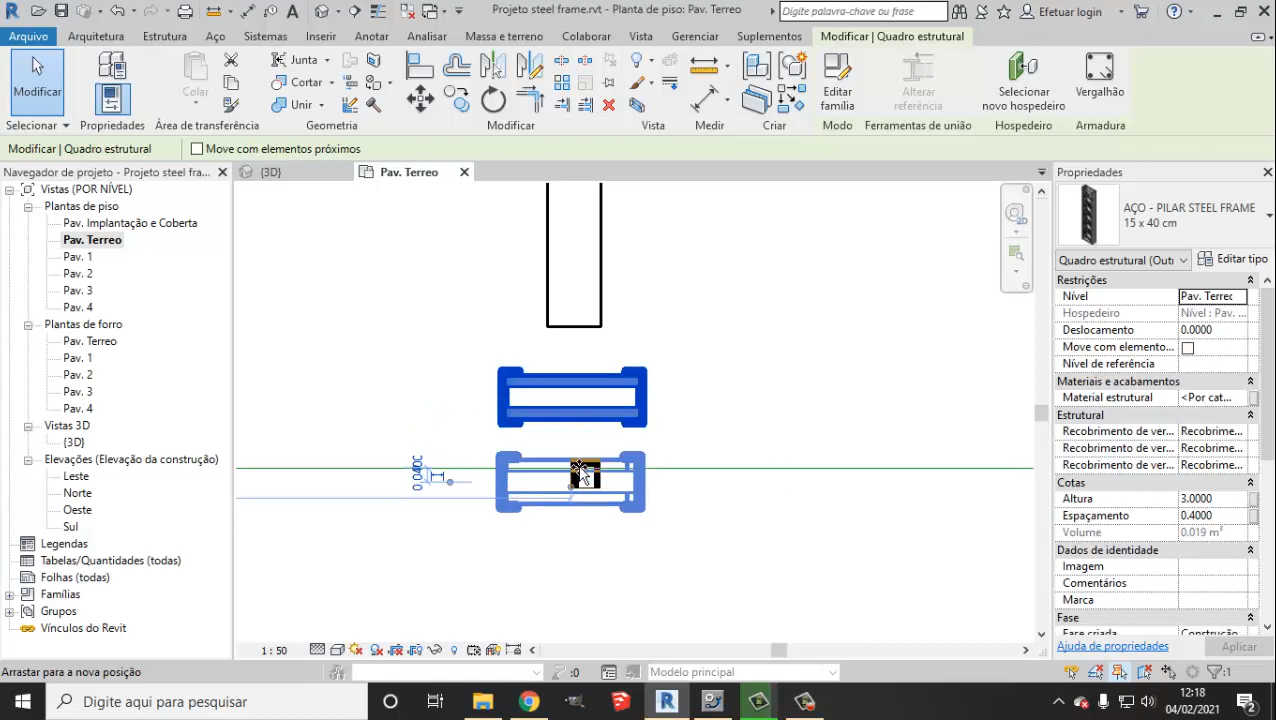 Projeto steel frame.rvt - Planta de piso: Pav. Terreo
Digite palavra-chave ou frase
Efetuar login
Arquivo
Arquitetura
Estrutura
Aço
Sistemas
Inserir
Anotar
Analisar
Massa e terreno
Colaborar
Vista
Gerenciar
Suplementos
Modificar | Quadro estrutural
Modificar
Colar
Junta
Cortar
Unir
Editar
família
Alterar
referência
Selecionar
novo hospedeiro
Vergalhão
Selecionar
Propriedades
Área de transferência
Geometria
Modificar
Vista
Medir
Criar
Modo
Ferramentas de união
Hospedeiro
Armadura
Modificar | Quadro estrutural
Move com elementos próximos
Navegador de projeto - Projeto steel fra...
{3D}
Pav. Terreo
Vistas (POR NÍVEL)
Plantas de piso
Pav. Implantação e Coberta
Pav. Terreo
Pav. 1
Pav. 2
Pav. 3
Pav. 4
Plantas de forro
Pav. Terreo
Pav. 1
Pav. 2
Pav. 3
Pav. 4
Vistas 3D
{3D}
Elevações (Elevação da construção)
Leste
Norte
Oeste
Sul
Legendas
Tabelas/Quantidades (todas)
Folhas (todas)
Famílias
Grupos
Vínculos do Revit
2D
Propriedades
AÇO - PILAR STEEL FRAME
15 x 40 cm
Quadro estrutural (Out
Editar tipo
Restrições
Nível Pav. Terrec
Hospedeiro Nível : Pav. ...
Deslocamento 0.0000
Move com elemento...
Nível de referência
Materiais e acabamentos
Material estrutural <Por cat...
Estrutural
Recobrimento de ver... Recobrime...
Recobrimento de ver... Recobrime...
Recobrimento de ver... Recobrime...
Cotas
Altura 3.0000
Espaçamento 0.4000
Volume 0.019 m³
Dados de identidade
Imagem
Comentários
Marca
Fase
Fase criada Construção
Ajuda de propriedades
Aplicar
1 : 50
Arrastar para a nova posição
:0
Modelo principal
:1
Digite aqui para pesquisar
12:18
04/02/2021
2